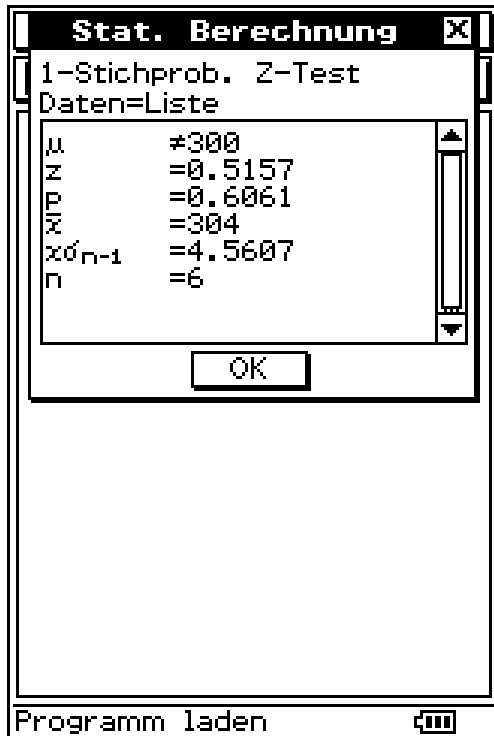 Stat. Berechnung
1-Stichprob. Z-Test
Daten=Liste
μ ≠300
z =0.5157
p =0.6061
x̄ =304
xσn-1 =4.5607
n =6
OK
Programm laden